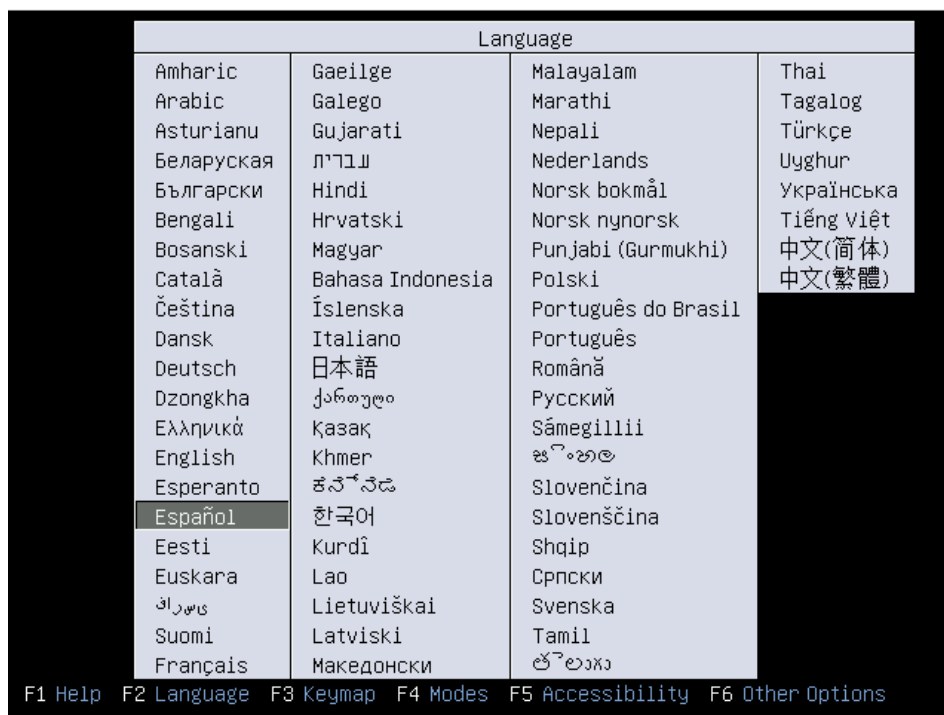 Language
Amharic
Arabic
Asturianu
Беларуская
Български
Bengali
Bosanski
Català
Čeština
Dansk
Deutsch
Dzongkha
Ελληνικά
English
Esperanto
Español
Eesti
Euskara
فارسی
Suomi
Français
Gaeilge
Galego
Gujarati
עברית
Hindi
Hrvatski
Magyar
Bahasa Indonesia
Íslenska
Italiano
日本語
ქართული
Қазақ
Khmer
ಕನ್ನಡ
한국어
Kurdî
Lao
Lietuviškai
Latviski
Македонски
Malayalam
Marathi
Nepali
Nederlands
Norsk bokmål
Norsk nynorsk
Punjabi (Gurmukhi)
Polski
Português do Brasil
Português
Română
Русский
Sámegillii
සිංහල
Slovenčina
Slovenščina
Shqip
Српски
Svenska
Tamil
తెలుగు
Thai
Tagalog
Türkçe
Uyghur
Українська
Tiếng Việt
中文(简体)
中文(繁體)
F1 Help F2 Language F3 Keymap F4 Modes F5 Accessibility F6 Other Options